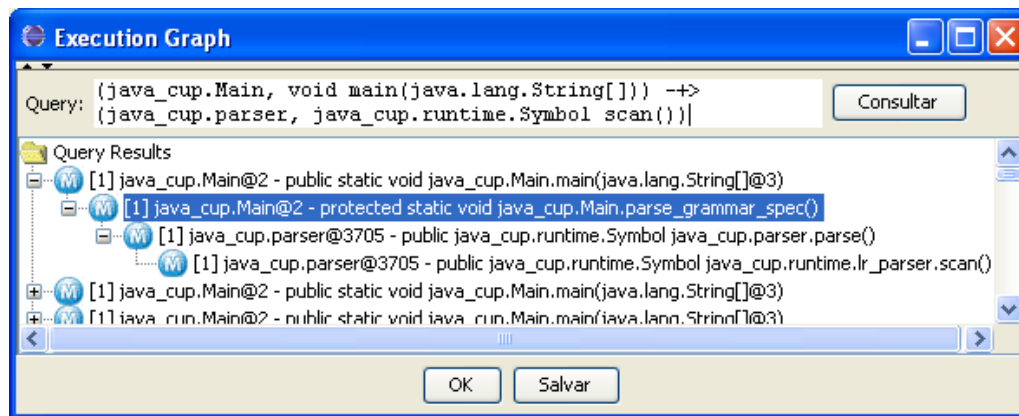 Execution Graph
Query: (java_cup.Main, void main(java.lang.String[])) -+>
(java_cup.parser, java_cup.runtime.Symbol scan())
Consultar
Query Results
[1] java_cup.Main@2 - public static void java_cup.Main.main(java.lang.String[]@3)
[1] java_cup.Main@2 - protected static void java_cup.Main.parse_grammar_spec()
[1] java_cup.parser@3705 - public java_cup.runtime.Symbol java_cup.parser.parse()
[1] java_cup.parser@3705 - public java_cup.runtime.Symbol java_cup.runtime.lr_parser.scan()
[1] java_cup.Main@2 - public static void java_cup.Main.main(java.lang.String[]@3)
[1] java_cup.Main@2 - public static void java_cup.Main.main(java.lang.String[]@3)
OK Salvar